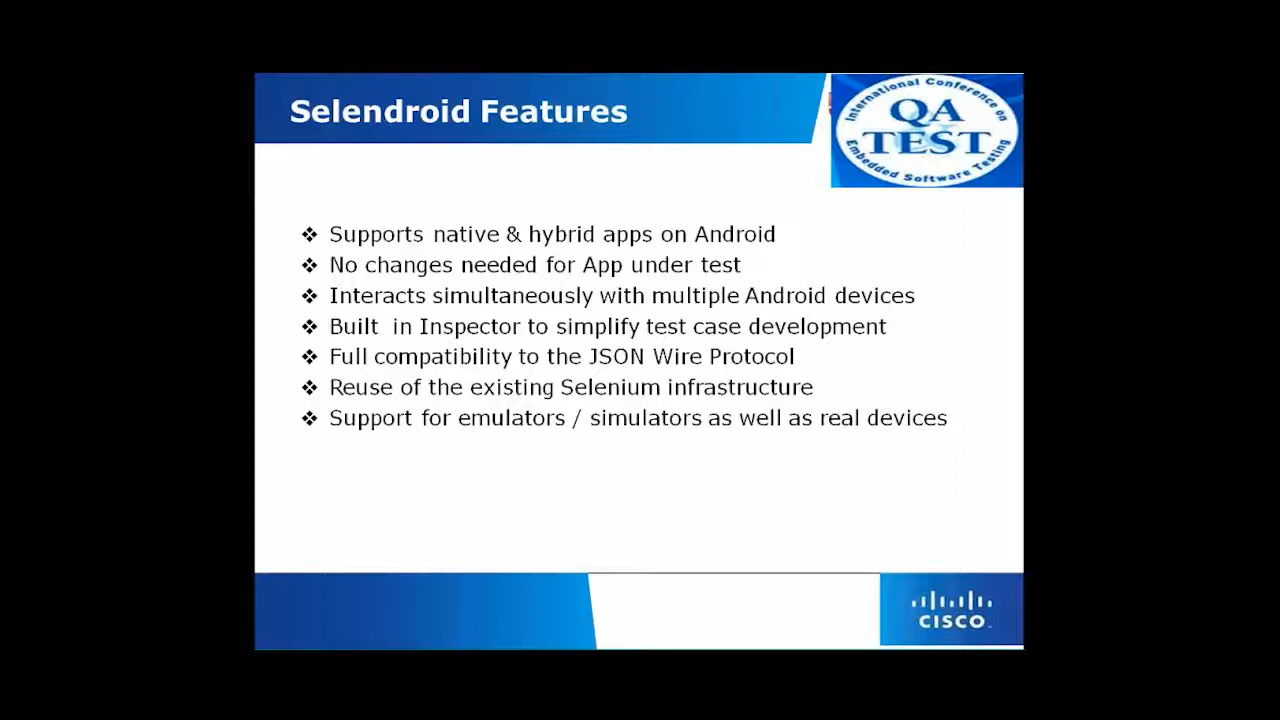 Selendroid Features
International Conference on
QA
&
TEST
Embedded Software Testing
❖ Supports native & hybrid apps on Android
❖ No changes needed for App under test
❖ Interacts simultaneously with multiple Android devices
❖ Built in Inspector to simplify test case development
❖ Full compatibility to the JSON Wire Protocol
❖ Reuse of the existing Selenium infrastructure
❖ Support for emulators / simulators as well as real devices
CISCO